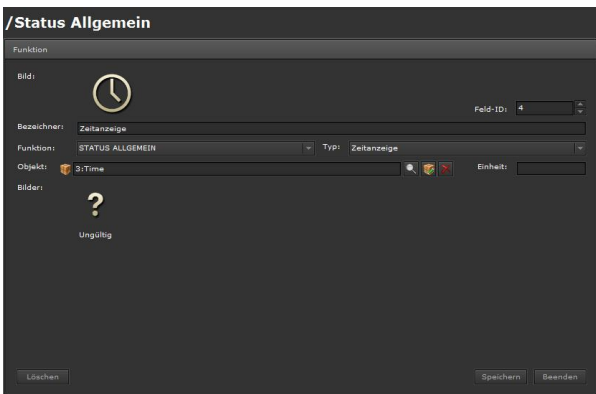 /Status Allgemein
Funktion
Bild:
Feld-ID: 4
Bezeichner: Zeitanzeige
Funktion: STATUS ALLGEMEIN Typ: Zeitanzeige
Objekt: 3:Time Einheit:
Bilder:
?
Ungültig
Löschen Speichern Beenden